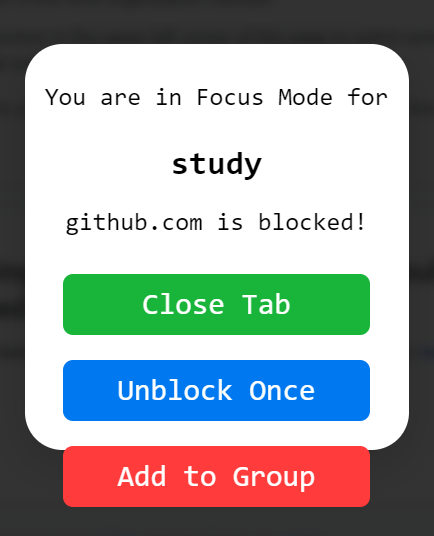 You are in Focus Mode for
study
github.com is blocked!
Close Tab
Unblock Once
Add to Group